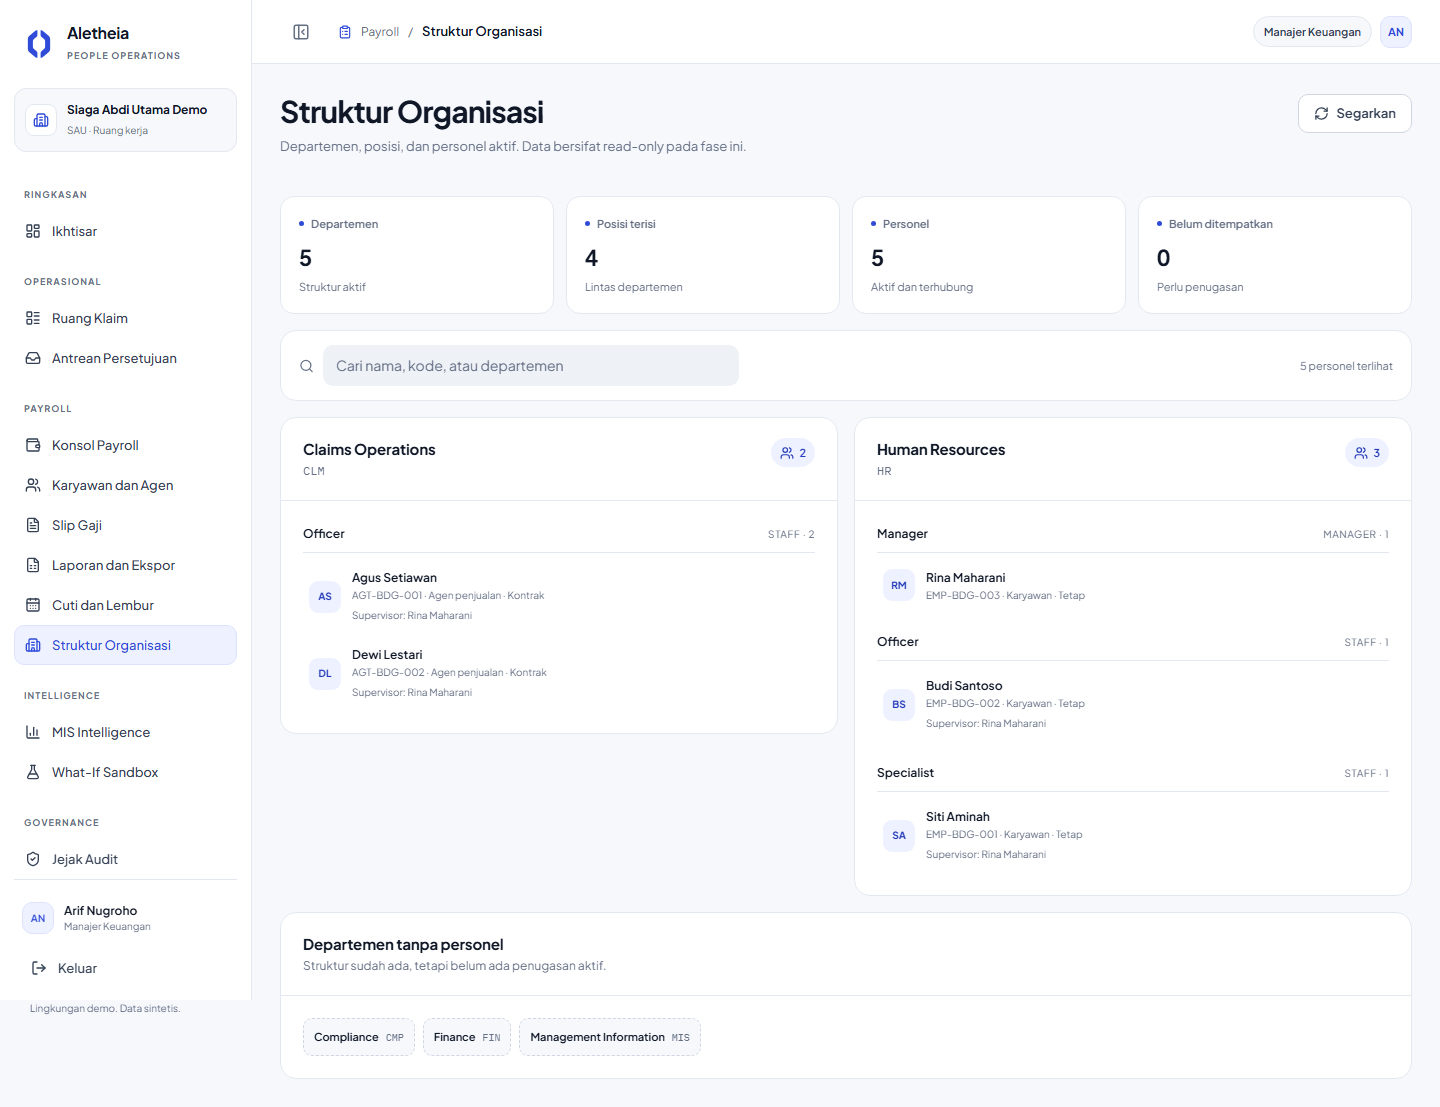 Aletheia
PEOPLE OPERATIONS
Siaga Abdi Utama Demo
SAU · Ruang kerja
RINGKASAN
Ikhtisar
OPERASIONAL
Ruang Klaim
Antrean Persetujuan
PAYROLL
Konsol Payroll
Karyawan dan Agen
Slip Gaji
Laporan dan Ekspor
Cuti dan Lembur
Struktur Organisasi
INTELLIGENCE
MIS Intelligence
What-If Sandbox
GOVERNANCE
Jejak Audit
AN
Arif Nugroho
Manajer Keuangan
Keluar
Lingkungan demo. Data sintetis.
Payroll / Struktur Organisasi
Manajer Keuangan
AN
Struktur Organisasi
Departemen, posisi, dan personel aktif. Data bersifat read-only pada fase ini.
Segarkan
Departemen
5
Struktur aktif
Posisi terisi
4
Lintas departemen
Personel
5
Aktif dan terhubung
Belum ditempatkan
0
Perlu penugasan
Cari nama, kode, atau departemen
5 personel terlihat
Claims Operations
CLM
2
Officer
STAFF · 2
AS
Agus Setiawan
AGT-BDG-001 · Agen penjualan · Kontrak
Supervisor: Rina Maharani
DL
Dewi Lestari
AGT-BDG-002 · Agen penjualan · Kontrak
Supervisor: Rina Maharani
Human Resources
HR
3
Manager
MANAGER · 1
RM
Rina Maharani
EMP-BDG-003 · Karyawan · Tetap
Officer
STAFF · 1
BS
Budi Santoso
EMP-BDG-002 · Karyawan · Tetap
Supervisor: Rina Maharani
Specialist
STAFF · 1
SA
Siti Aminah
EMP-BDG-001 · Karyawan · Tetap
Supervisor: Rina Maharani
Departemen tanpa personel
Struktur sudah ada, tetapi belum ada penugasan aktif.
Compliance CMP
Finance FIN
Management Information MIS